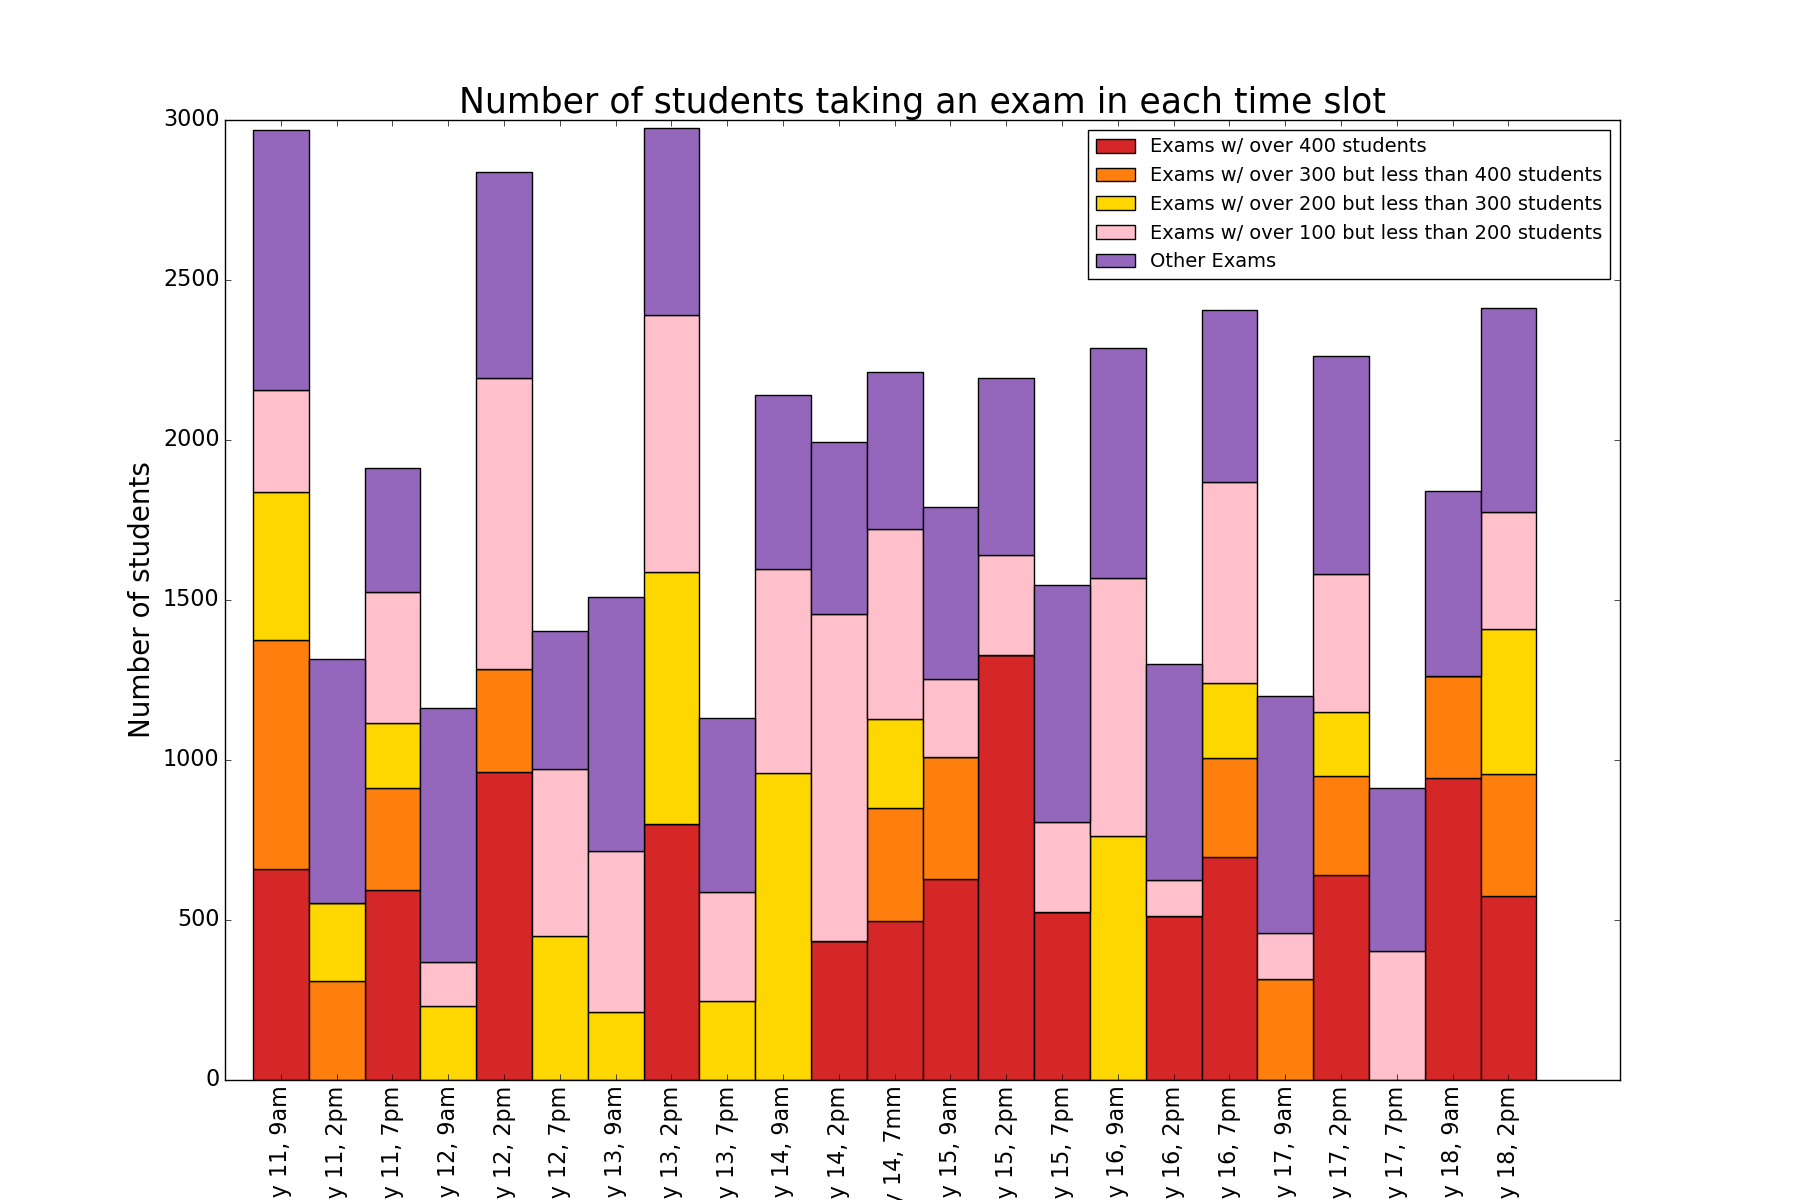 Number of students taking an exam in each time slot
Exams w/ over 400 students
Exams w/ over 300 but less than 400 students
Exams w/ over 200 but less than 300 students
Exams w/ over 100 but less than 200 students
Other Exams
Number of students
3000
2500
2000
1500
1000
500
0
y 11, 9am
y 11, 2pm
y 11, 7pm
y 12, 9am
y 12, 2pm
y 12, 7pm
y 13, 9am
y 13, 2pm
y 13, 7pm
y 14, 9am
y 14, 2pm
y 14, 7mm
y 15, 9am
y 15, 2pm
y 15, 7pm
y 16, 9am
y 16, 2pm
y 16, 7pm
y 17, 9am
y 17, 2pm
y 17, 7pm
y 18, 9am
y 18, 2pm